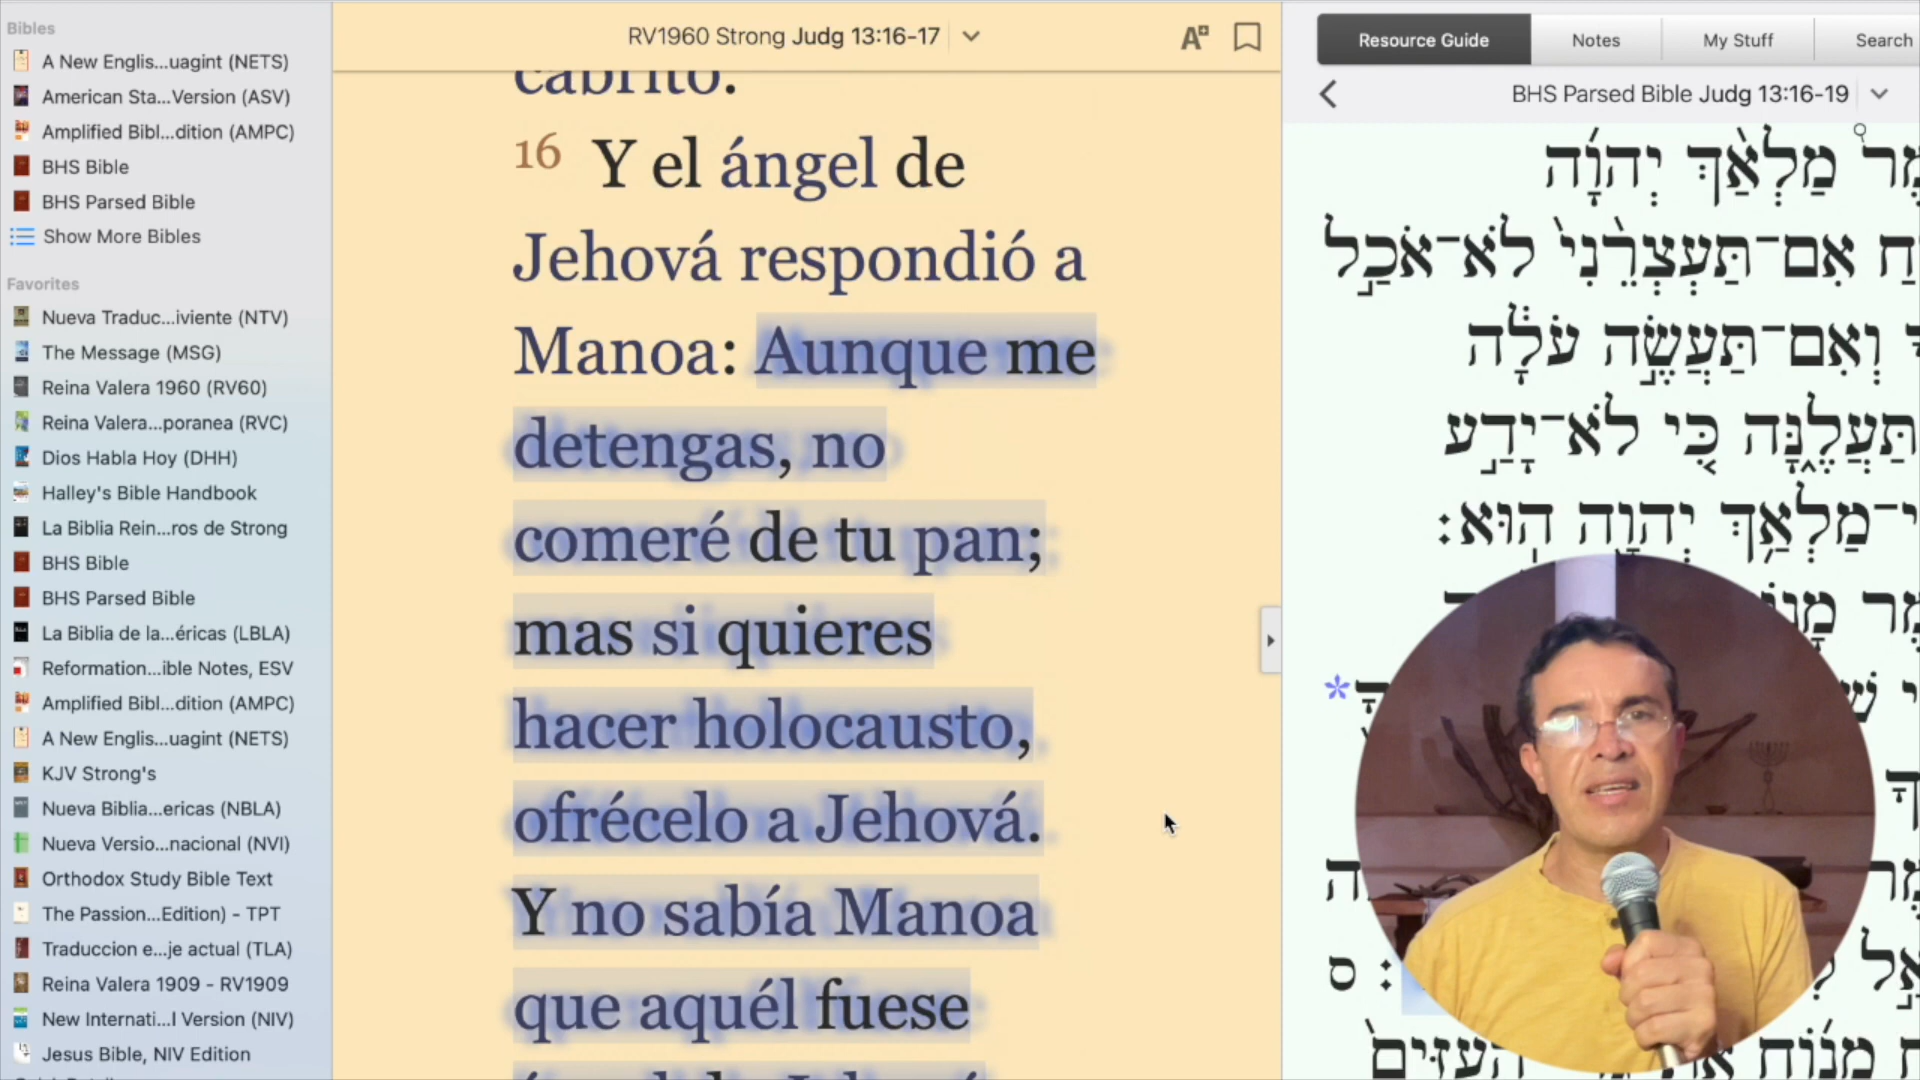 Bibles
A New Englis...uagint (NETS)
American Sta...Version (ASV)
Amplified Bibl...dition (AMPC)
BHS Bible
BHS Parsed Bible
Show More Bibles
Favorites
Nueva Traduc...iviente (NTV)
The Message (MSG)
Reina Valera 1960 (RV60)
Reina Valera...poranea (RVC)
Dios Habla Hoy (DHH)
Halley's Bible Handbook
La Biblia Rein...ros de Strong
BHS Bible
BHS Parsed Bible
La Biblia de la...éricas (LBLA)
Reformation...ible Notes, ESV
Amplified Bibl...dition (AMPC)
A New Englis...uagint (NETS)
KJV Strong's
Nueva Biblia...ericas (NBLA)
Nueva Versio...nacional (NVI)
Orthodox Study Bible Text
The Passion...Edition) - TPT
Traduccion e...je actual (TLA)
Reina Valera 1909 - RV1909
New Internati...l Version (NIV)
Jesus Bible, NIV Edition
RV1960 Strong Judg 13:16-17
cabrito.
16 Y el ángel de
Jehová respondió a
Manoa: Aunque me
detengas, no
comeré de tu pan;
mas si quieres
hacer holocausto,
ofrécelo a Jehová.
Y no sabía Manoa
que aquél fuese
Resource Guide
Notes
My Stuff
Search
BHS Parsed Bible Judg 13:16-19
מַלְאַ֨ךְ יְהוָ֜ה
אִם־תַּעְצְרֵ֙נִי֙ לֹא־אֹכַ֣ל
וְאִם־תַּעֲשֶׂ֣ה עֹלָ֔ה
תַּעֲלֶ֑נָּה כִּ֚י לֹא־יָדַ֣ע
מַלְאַ֥ךְ יְהוָ֖ה הֽוּא׃
*
׃ ס